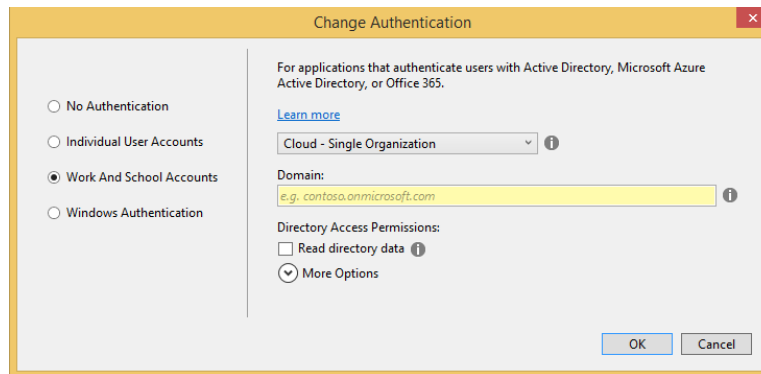 Change Authentication
For applications that authenticate users with Active Directory, Microsoft Azure
Active Directory, or Office 365.
Learn more
No Authentication
Individual User Accounts
Work And School Accounts
Windows Authentication
Cloud - Single Organization
Domain:
e.g. contoso.onmicrosoft.com
Directory Access Permissions:
Read directory data
More Options
OK
Cancel